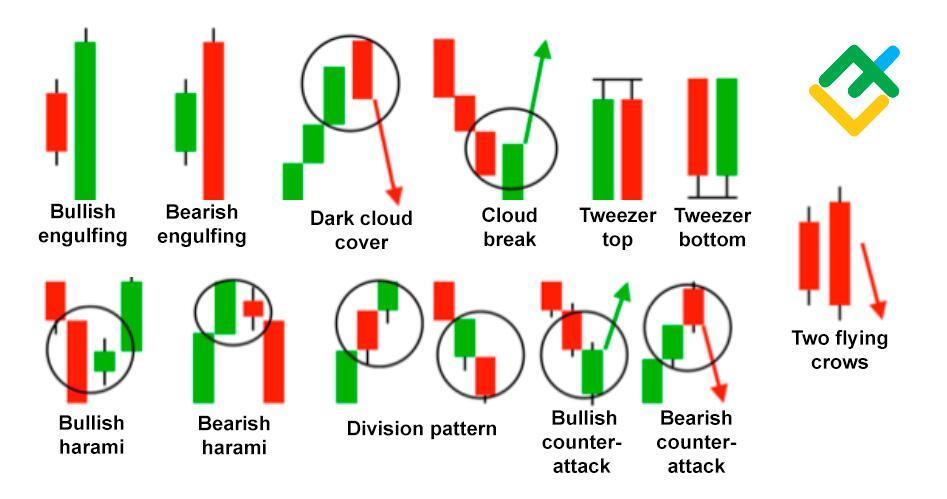 Bullish
engulfing
Bearish
engulfing
Dark cloud
cover
Cloud
break
Tweezer
top
Tweezer
bottom
Two flying
crows
Bullish
harami
Bearish
harami
Division pattern
Bullish
counter-
attack
Bearish
counter-
attack